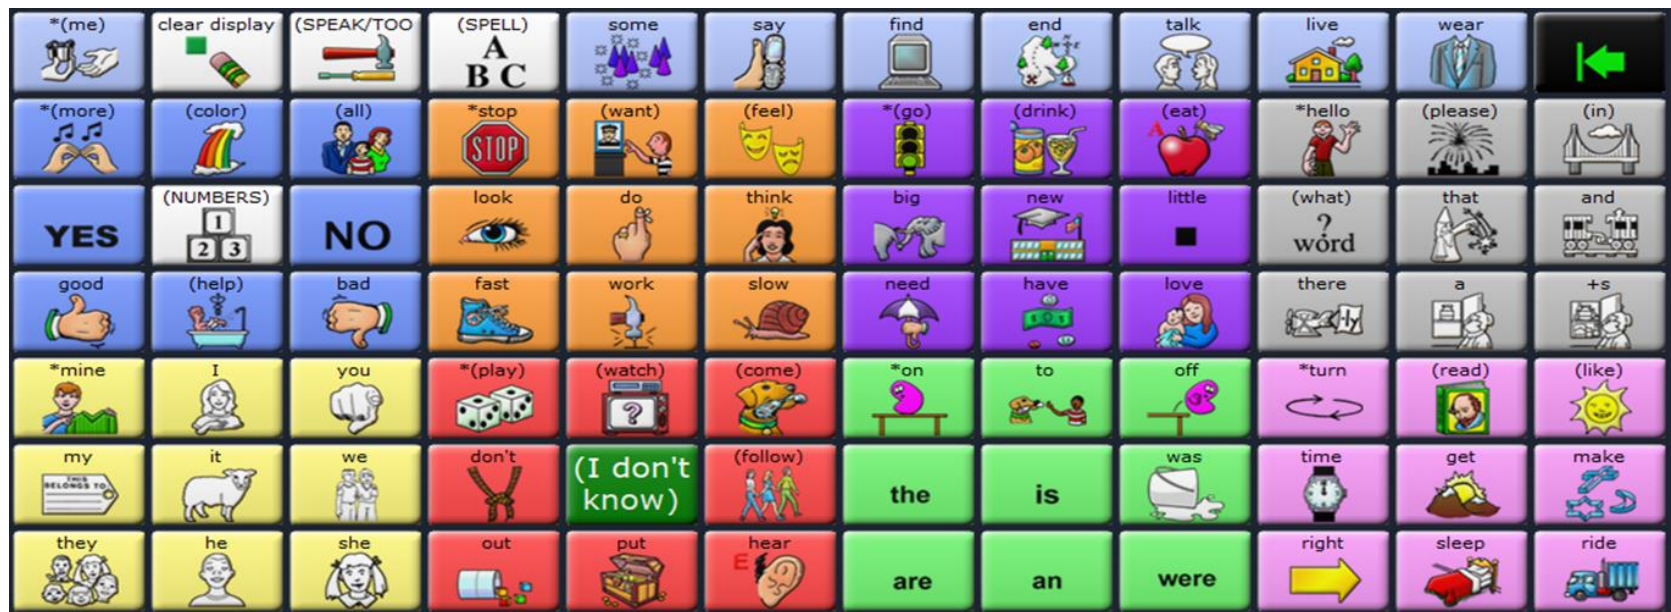 *(me) clear display (SPEAK/TOO (SPELL) some say find end talk live wear
A
B C
*(more) (color) (all) *stop (want) (feel) *(go) (drink) (eat) *hello (please) (in)
STOP A
YES (NUMBERS) NO look do think big new little (what) that and
1 ?
2 3 word
good (help) bad fast work slow need have love there a +s
ly
*mine I you *(play) (watch) (come) *on to off *turn (read) (like)
?
my it we don't (I don't know) (follow) the is was time get make
THIS
BELONGS TO
they he she out put hear are an were right sleep ride
E